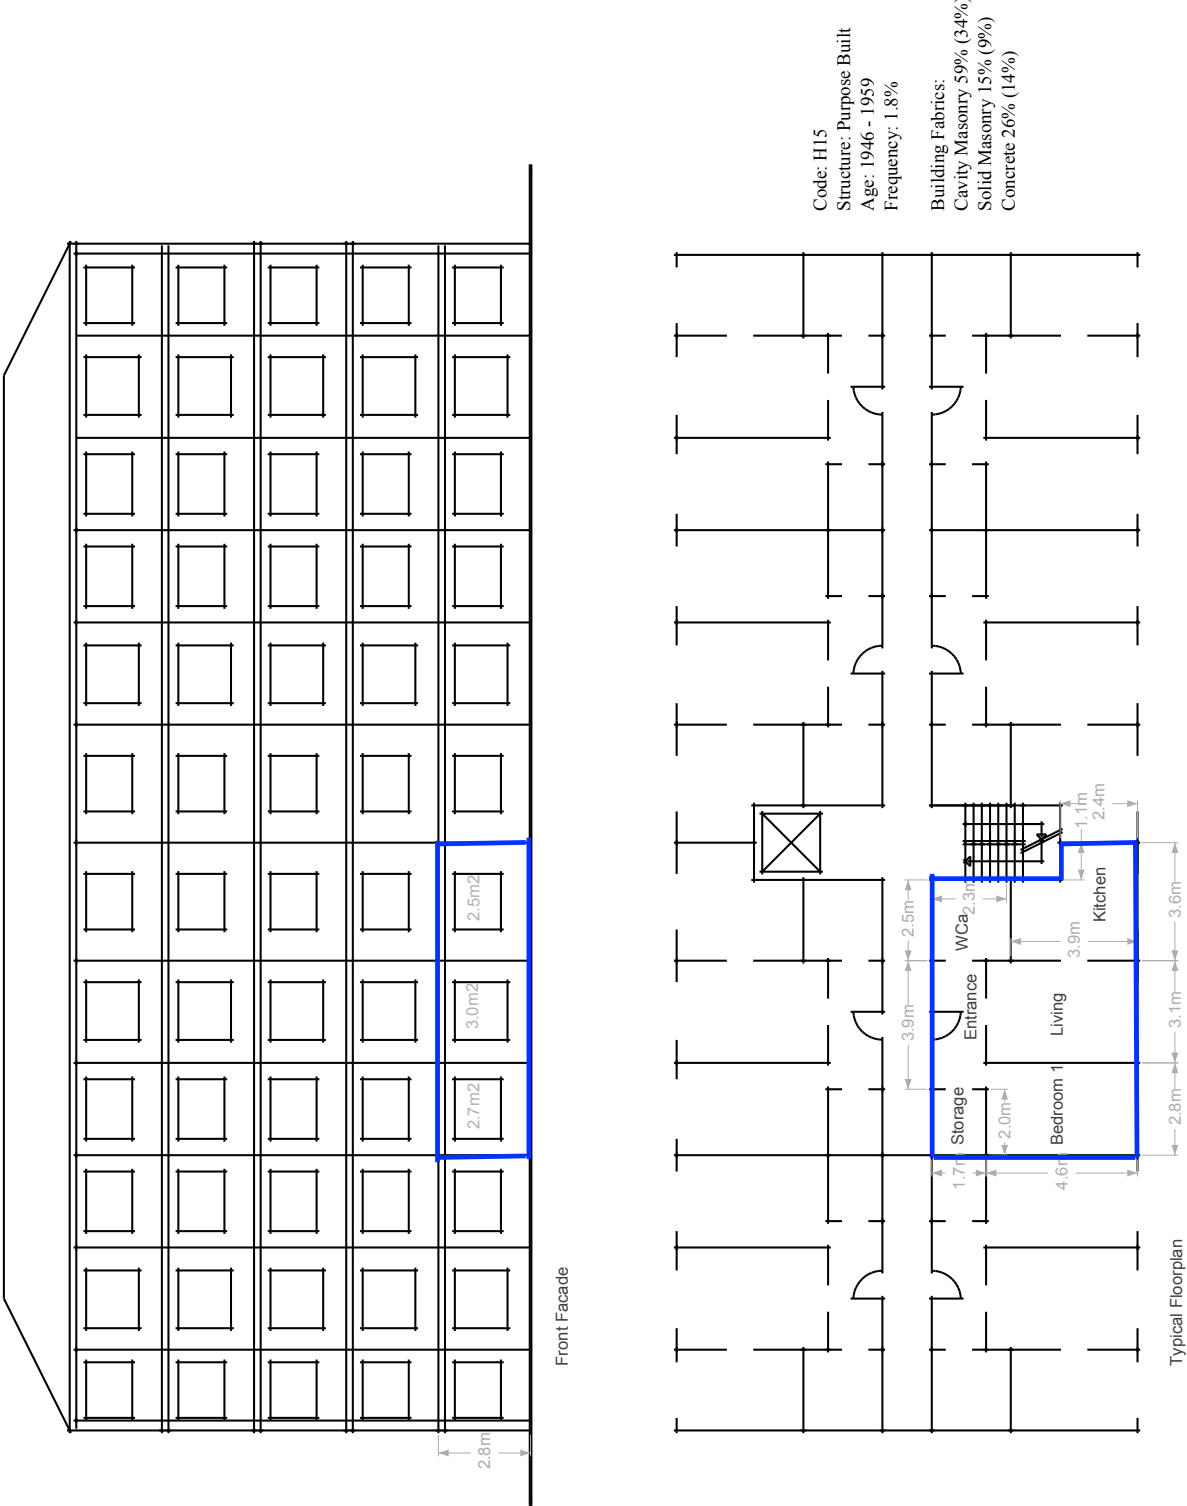 Code: H15
Structure: Purpose Built
Age: 1946 - 1959
Frequency: 1.8%
Building Fabrics:
Cavity Masonry 59% (34%)
Solid Masonry 15% (9%)
Concrete 26% (14%)
2.8m
2.7m2
3.0m2
2.5m2
Front Facade
2.5m
3.9m
2.3m
WCa
Entrance
Storage
1.7m
2.0m
Kitchen
Living
Bedroom 1
4.6m
3.9m
1.1m
2.4m
2.8m
3.1m
3.6m
Typical Floorplan